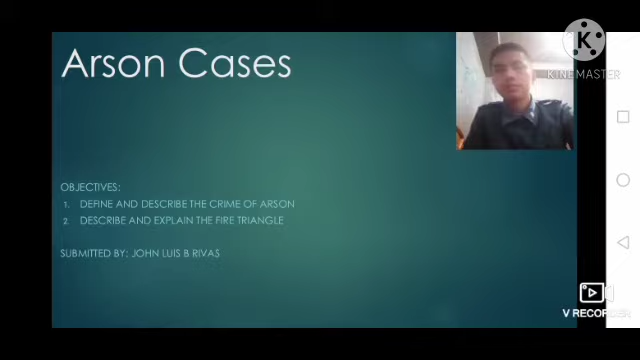 Arson Cases
KINEMASTER
OBJECTIVES:
1. DEFINE AND DESCRIBE THE CRIME OF ARSON
2. DESCRIBE AND EXPLAIN THE FIRE TRIANGLE
SUBMITTED BY: JOHN LUIS B RIVAS
V RECORDER